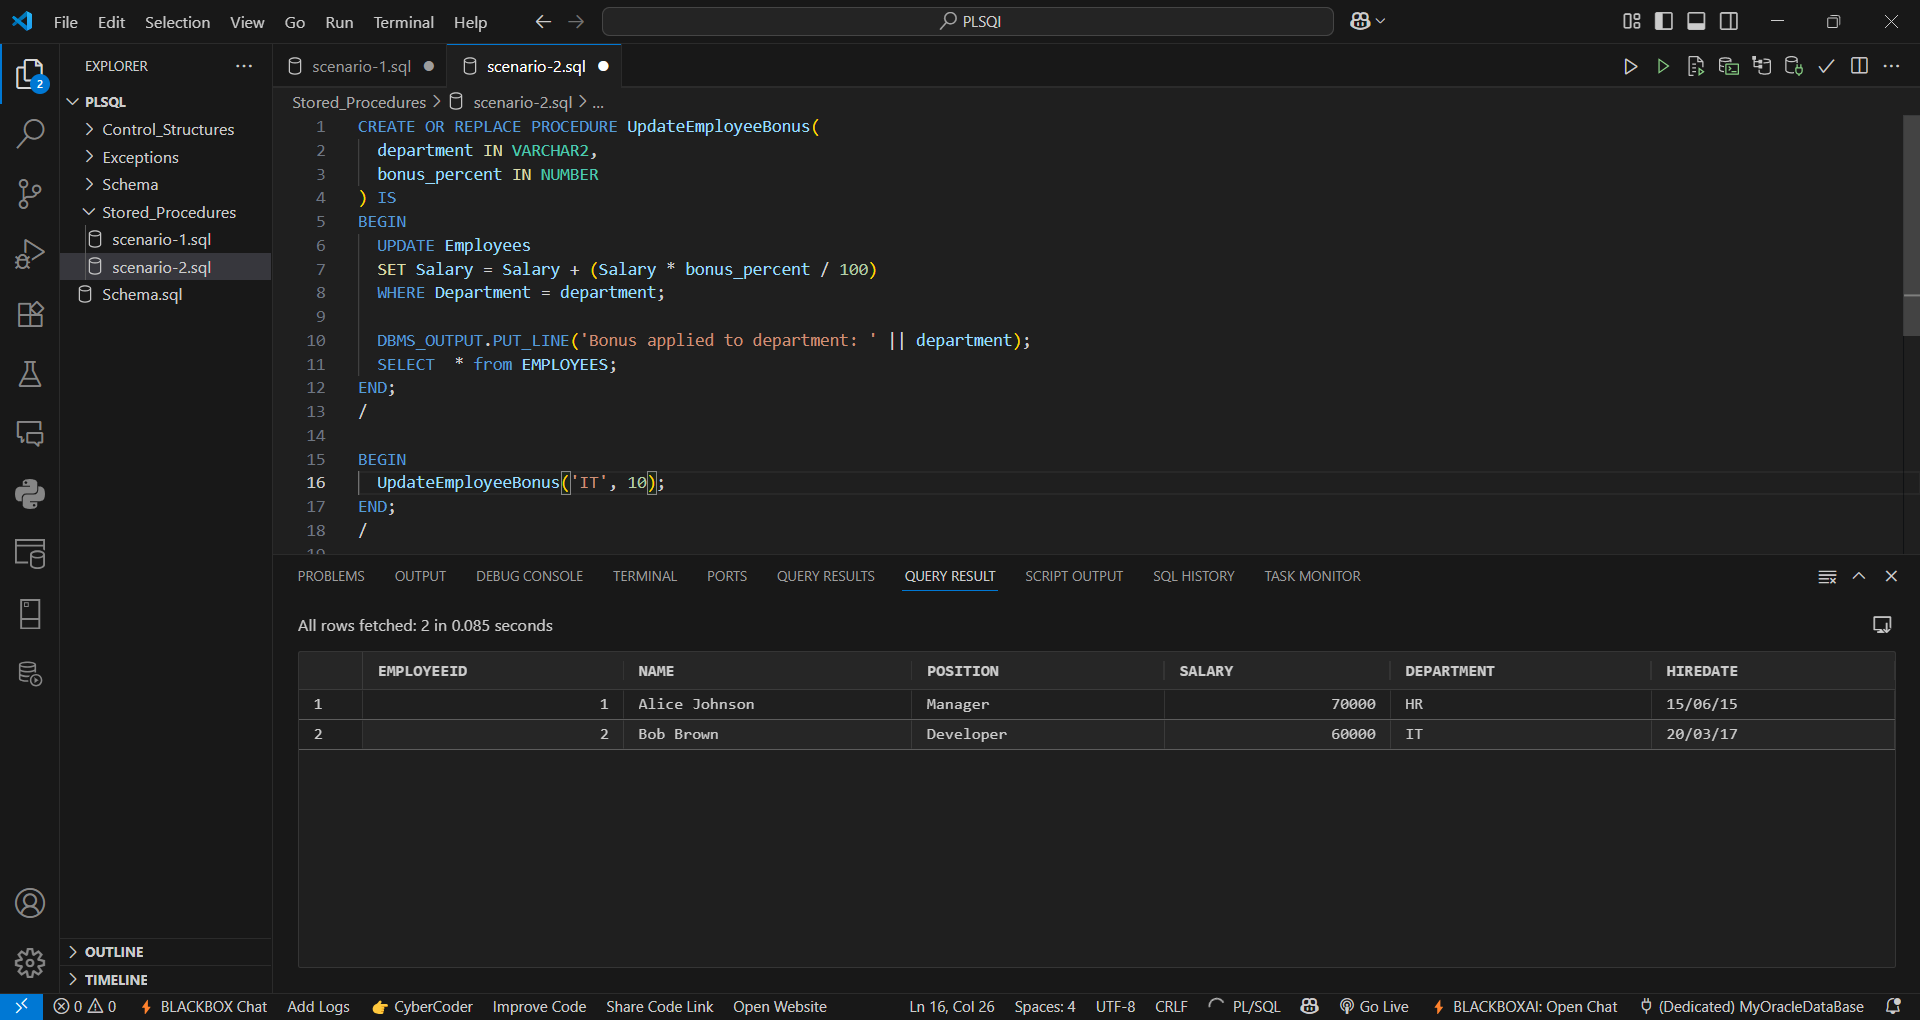 File Edit Selection View Go Run Terminal Help
PLSQl
EXPLORER
2
PLSQL
Control_Structures
Exceptions
Schema
Stored_Procedures
scenario-1.sql
scenario-2.sql
Schema.sql
OUTLINE
TIMELINE
scenario-1.sql
scenario-2.sql
Stored_Procedures > scenario-2.sql > ...
1 CREATE OR REPLACE PROCEDURE UpdateEmployeeBonus(
2 department IN VARCHAR2,
3 bonus_percent IN NUMBER
4 ) IS
5 BEGIN
6 UPDATE Employees
7 SET Salary = Salary + (Salary * bonus_percent / 100)
8 WHERE Department = department;
9
10 DBMS_OUTPUT.PUT_LINE('Bonus applied to department: ' || department);
11 SELECT * from EMPLOYEES;
12 END;
13 /
14
15 BEGIN
16 UpdateEmployeeBonus('IT', 10);
17 END;
18 /
19
PROBLEMS OUTPUT DEBUG CONSOLE TERMINAL PORTS QUERY RESULTS QUERY RESULT SCRIPT OUTPUT SQL HISTORY TASK MONITOR
All rows fetched: 2 in 0.085 seconds
EMPLOYEEID NAME POSITION SALARY DEPARTMENT HIREDATE
1 1 Alice Johnson Manager 70000 HR 15/06/15
2 2 Bob Brown Developer 60000 IT 20/03/17
0 0 BLACKBOX Chat Add Logs CyberCoder Improve Code Share Code Link Open Website Ln 16, Col 26 Spaces: 4 UTF-8 CRLF PL/SQL Go Live BLACKBOXAI: Open Chat (Dedicated) MyOracleDataBase